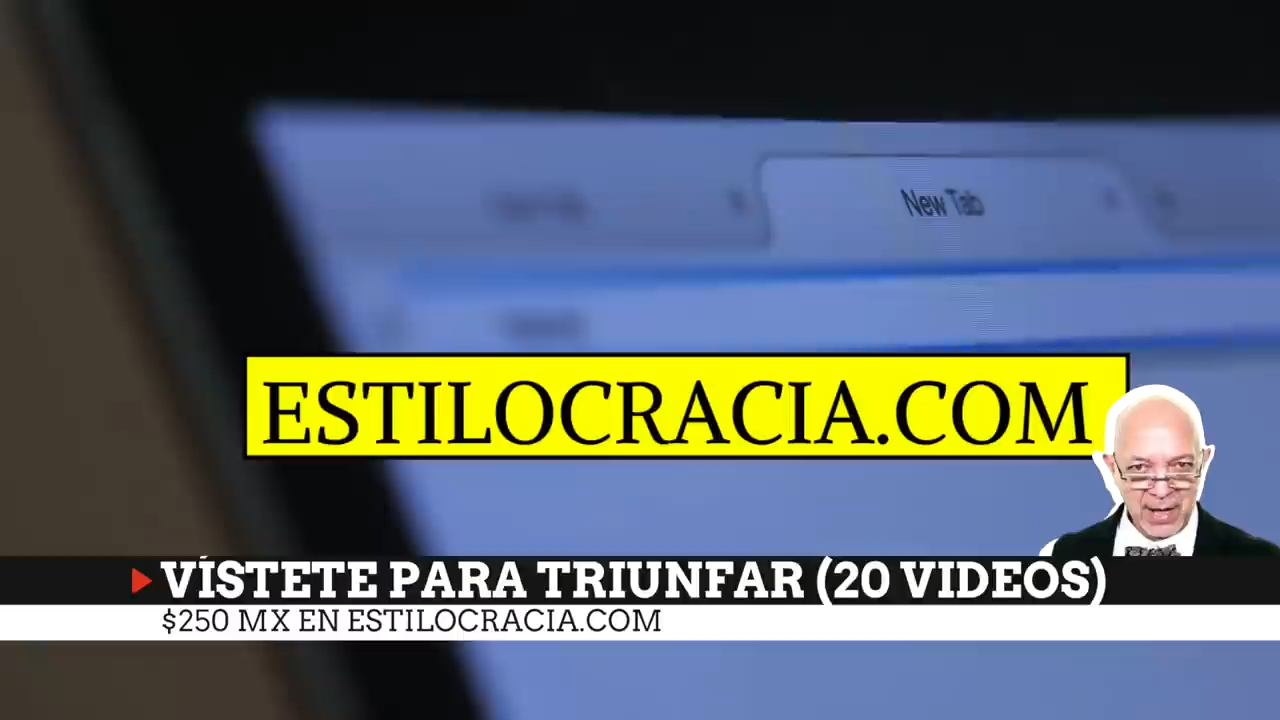 New Tab
ESTILOCRACIA.COM
VÍSTETE PARA TRIUNFAR (20 VIDEOS)
$250 MX EN ESTILOCRACIA.COM